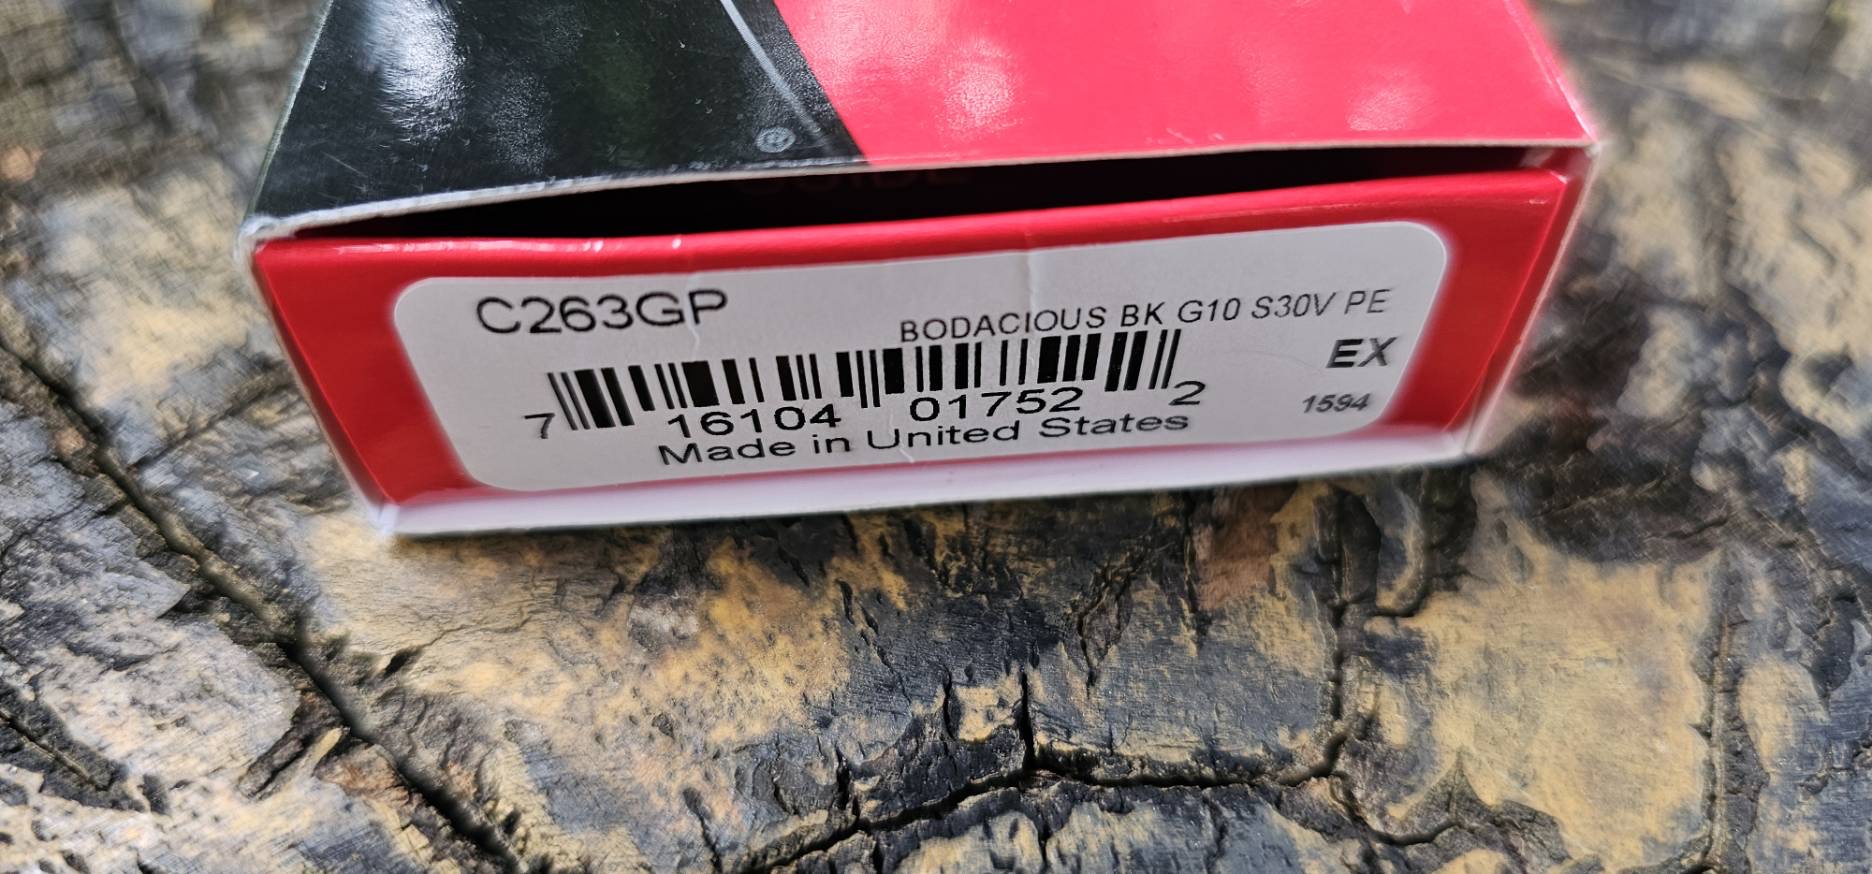 C263GP
BODACIOUS BK G10 S30V PE
EX
7 16104 01752 2
1594
Made in United States